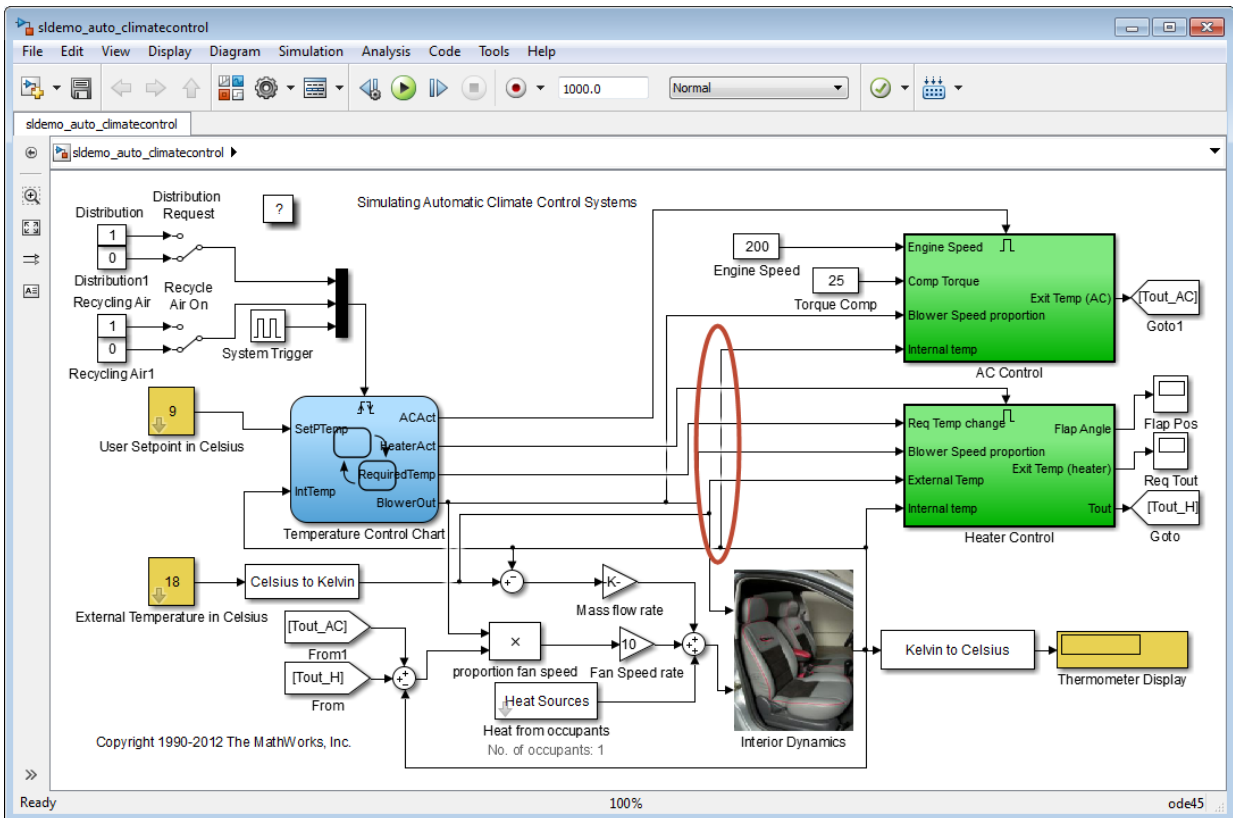 sldemo_auto_climatecontrol
File Edit View Display Diagram Simulation Analysis Code Tools Help
1000.0 Normal
sldemo_auto_climatecontrol
sldemo_auto_climatecontrol
Simulating Automatic Climate Control Systems
Distribution
Request
Distribution
?
1
0
Distribution1
Recycle
Air On
Recycling Air
1
0
Recycling Air1
System Trigger
200
Engine Speed
25
Torque Comp
Engine Speed
Comp Torque
Blower Speed proportion
Internal temp
Exit Temp (AC)
AC Control
[Tout_AC]
Goto1
9
User Setpoint in Celsius
SetPTemp
IntTemp
ACAct
HeaterAct
RequiredTemp
BlowerOut
Temperature Control Chart
Req Temp change
Blower Speed proportion
External Temp
Internal temp
Flap Angle
Exit Temp (heater)
Tout
Heater Control
Flap Pos
Req Tout
[Tout_H]
Goto
18
External Temperature in Celsius
Celsius to Kelvin
K-
Mass flow rate
[Tout_AC]
From1
[Tout_H]
From
×
proportion fan speed
10
Fan Speed rate
Heat Sources
Heat from occupants
No. of occupants: 1
Interior Dynamics
Kelvin to Celsius
Thermometer Display
Copyright 1990-2012 The MathWorks, Inc.
Ready 100% ode45